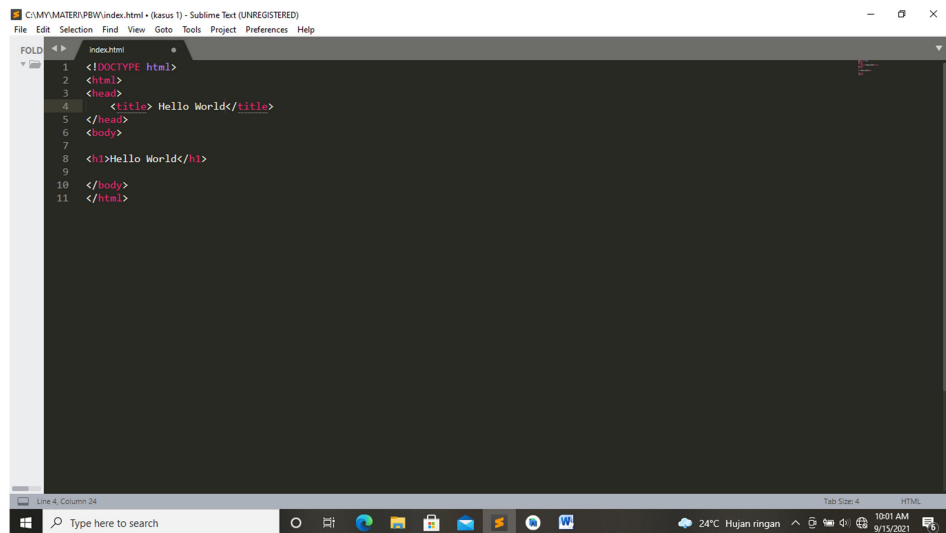 C:\MY\MATERI\PBW\index.html • (kasus 1) - Sublime Text (UNREGISTERED)
File Edit Selection Find View Goto Tools Project Preferences Help
FOLD
index.html
1 <!DOCTYPE html>
2 <html>
3 <head>
4     <title> Hello World</title>
5 </head>
6 <body>
7
8 <h1>Hello World</h1>
9
10 </body>
11 </html>
Line 4, Column 24 Tab Size: 4 HTML
Type here to search
24°C Hujan ringan
10:01 AM
9/15/2021
6